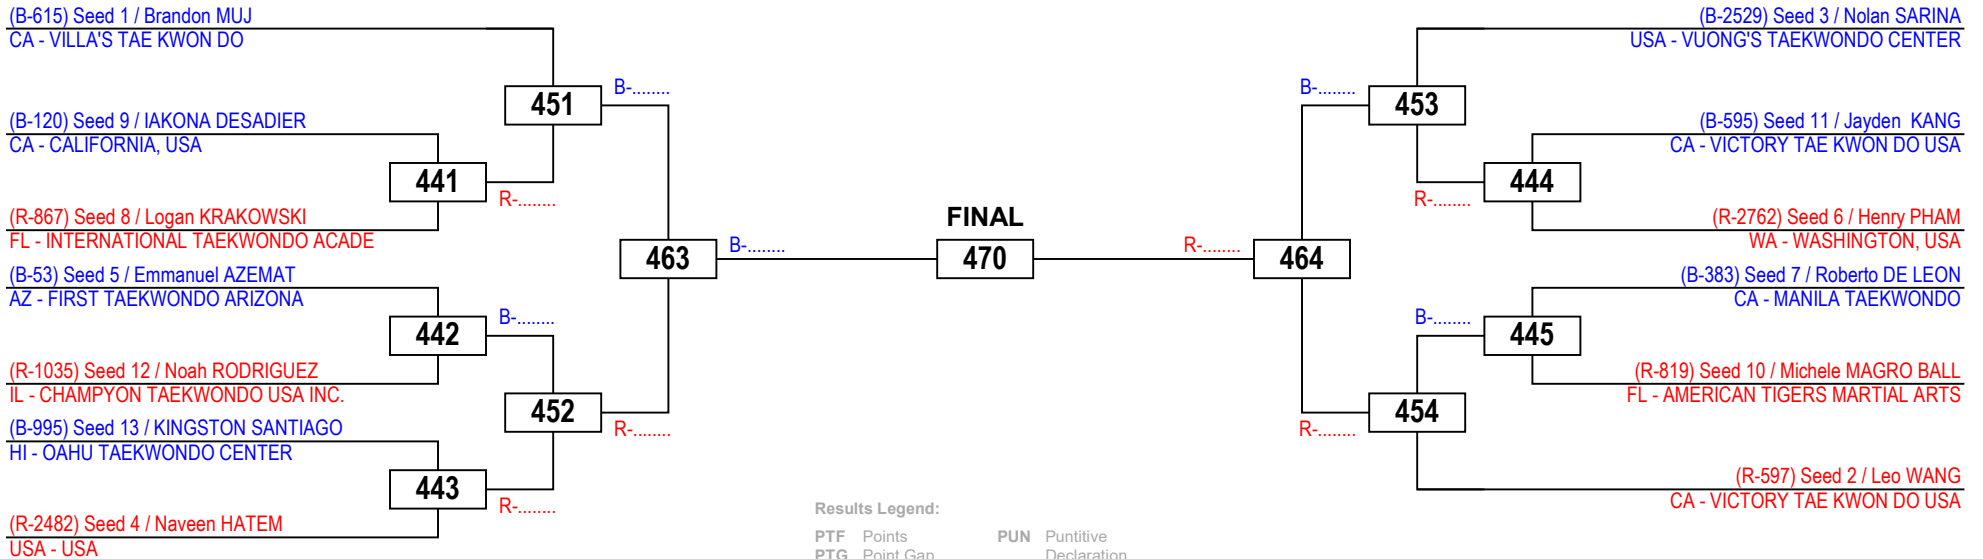 (B-615) Seed 1 / Brandon MUJ
CA - VILLA'S TAE KWON DO
451
B-........
(B-120) Seed 9 / IAKONA DESADIER
CA - CALIFORNIA, USA
441
R-........
(R-867) Seed 8 / Logan KRAKOWSKI
FL - INTERNATIONAL TAEKWONDO ACADE
463
B-........
(B-53) Seed 5 / Emmanuel AZEMAT
AZ - FIRST TAEKWONDO ARIZONA
442
B-........
(R-1035) Seed 12 / Noah RODRIGUEZ
IL - CHAMPYON TAEKWONDO USA INC.
452
R-........
(B-995) Seed 13 / KINGSTON SANTIAGO
HI - OAHU TAEKWONDO CENTER
443
R-........
(R-2482) Seed 4 / Naveen HATEM
USA - USA
FINAL
470
(B-2529) Seed 3 / Nolan SARINA
USA - VUONG'S TAEKWONDO CENTER
B-........
453
(B-595) Seed 11 / Jayden  KANG
CA - VICTORY TAE KWON DO USA
R-........
444
(R-2762) Seed 6 / Henry PHAM
WA - WASHINGTON, USA
R-........
464
(B-383) Seed 7 / Roberto DE LEON
CA - MANILA TAEKWONDO
B-........
445
(R-819) Seed 10 / Michele MAGRO BALL
FL - AMERICAN TIGERS MARTIAL ARTS
R-........
454
(R-597) Seed 2 / Leo WANG
CA - VICTORY TAE KWON DO USA
Results Legend:
PTF Points PUN Puntitive
PTG Point Gap Declaration